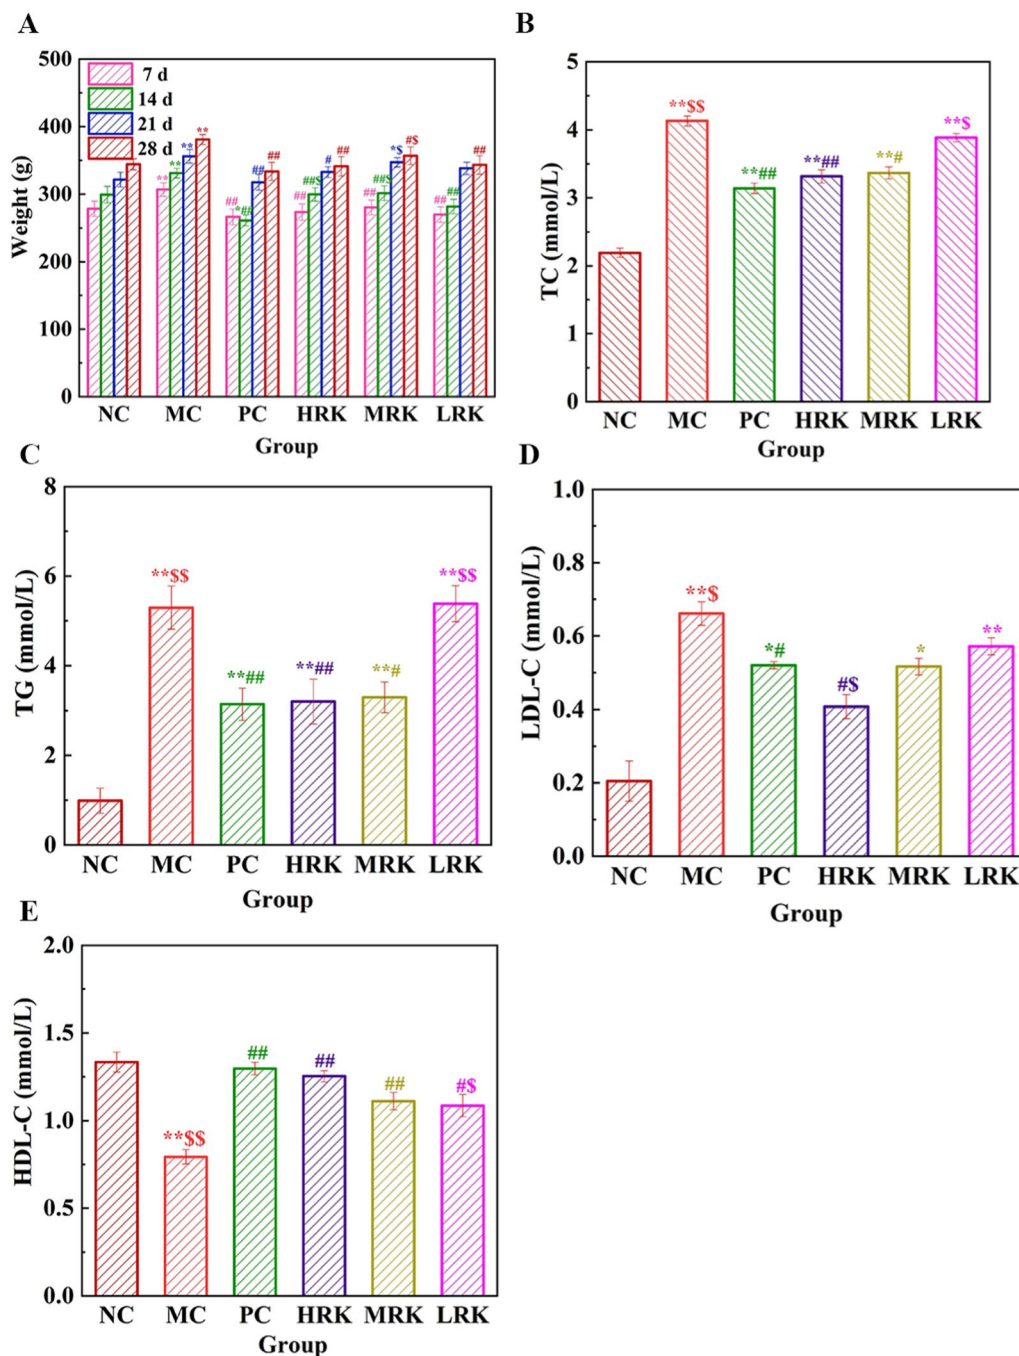 A
Weight (g)
500
400
300
200
100
0
7 d
14 d
21 d
28 d
** ** ** **
## *## ## ##
## ##$ # ##
## ##$ *$ #$
## ## ##
NC MC PC HRK MRK LRK
Group
B
TC (mmol/L)
5
4
3
2
1
0
**$$ **## **## **# **$
NC MC PC HRK MRK LRK
Group
C
TG (mmol/L)
8
6
4
2
0
**$$ **## **## **# **$$
NC MC PC HRK MRK LRK
Group
D
LDL-C (mmol/L)
1.0
0.8
0.6
0.4
0.2
0.0
**$ *# #$ * **
NC MC PC HRK MRK LRK
Group
E
HDL-C (mmol/L)
2.0
1.5
1.0
0.5
0.0
**$$ ## ## ## #$
NC MC PC HRK MRK LRK
Group